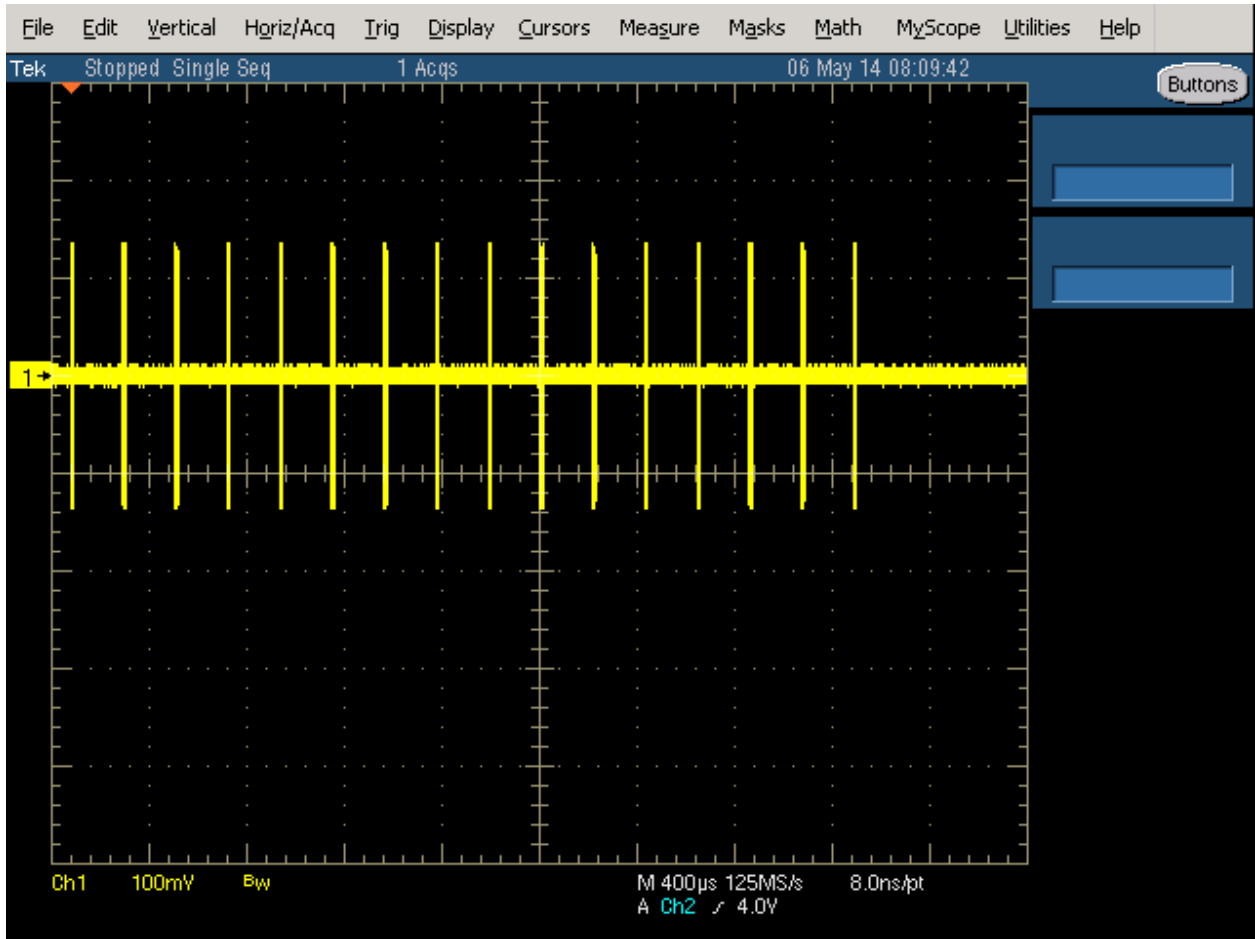 File Edit Vertical Horiz/Acq Trig Display Cursors Measure Masks Math MyScope Utilities Help
Tek Stopped Single Seq 1 Acqs 06 May 14 08:09:42 Buttons
1
Ch1 100mV BW M 400µs 125MS/s 8.0ns/pt
A Ch2 4.0V